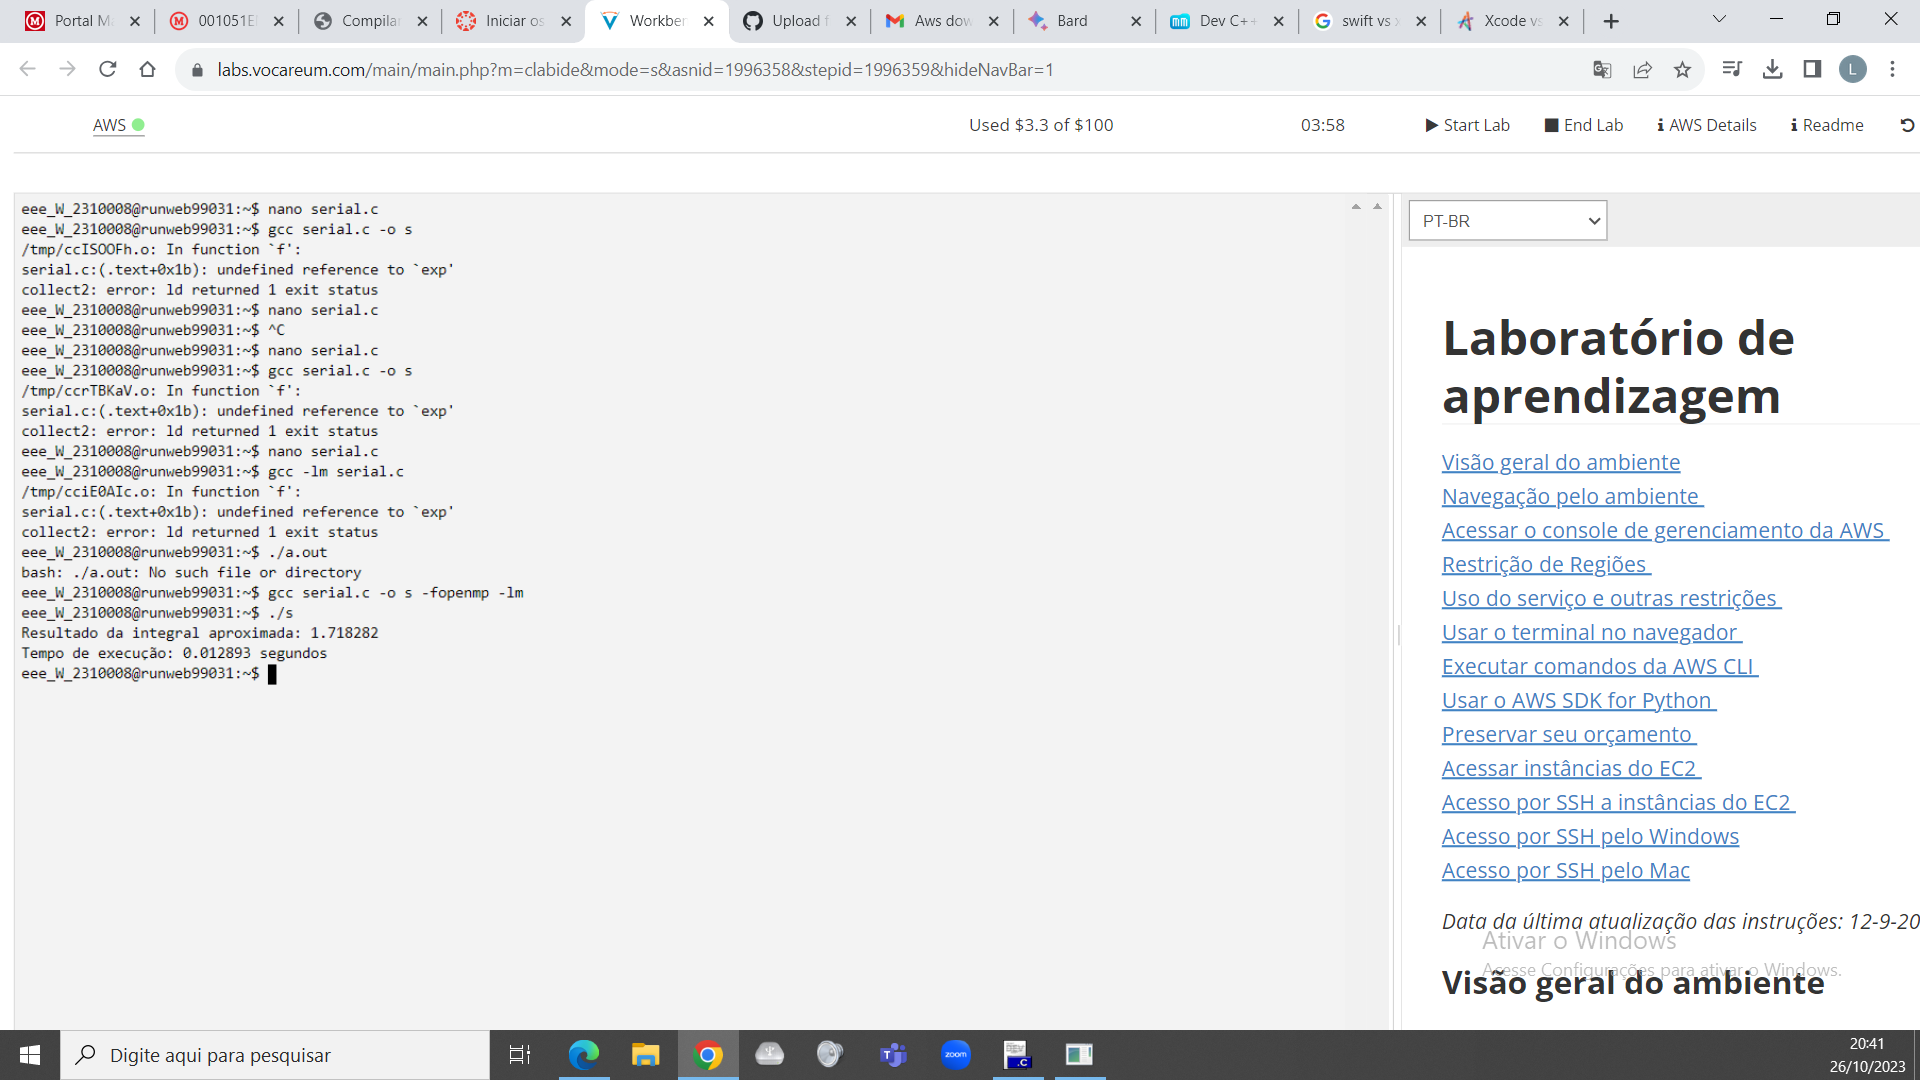 Portal Ma
001051E
Compilar
Iniciar os
Workben
Upload f
Aws dow
Bard
Dev C++
swift vs x
Xcode vs
labs.vocareum.com/main/main.php?m=clabide&mode=s&asnid=1996358&stepid=1996359&hideNavBar=1
L
AWS
Used $3.3 of $100
03:58
Start Lab
End Lab
AWS Details
Readme
eee_W_2310008@runweb99031:~$ nano serial.c
eee_W_2310008@runweb99031:~$ gcc serial.c -o s
/tmp/ccISOOFh.o: In function `f':
serial.c:(.text+0x1b): undefined reference to `exp'
collect2: error: ld returned 1 exit status
eee_W_2310008@runweb99031:~$ nano serial.c
eee_W_2310008@runweb99031:~$ ^C
eee_W_2310008@runweb99031:~$ nano serial.c
eee_W_2310008@runweb99031:~$ gcc serial.c -o s
/tmp/ccrTBKaV.o: In function `f':
serial.c:(.text+0x1b): undefined reference to `exp'
collect2: error: ld returned 1 exit status
eee_W_2310008@runweb99031:~$ nano serial.c
eee_W_2310008@runweb99031:~$ gcc -lm serial.c
/tmp/cciE0AIc.o: In function `f':
serial.c:(.text+0x1b): undefined reference to `exp'
collect2: error: ld returned 1 exit status
eee_W_2310008@runweb99031:~$ ./a.out
bash: ./a.out: No such file or directory
eee_W_2310008@runweb99031:~$ gcc serial.c -o s -fopenmp -lm
eee_W_2310008@runweb99031:~$ ./s
Resultado da integral aproximada: 1.718282
Tempo de execução: 0.012893 segundos
eee_W_2310008@runweb99031:~$
PT-BR
Laboratório de
aprendizagem
Visão geral do ambiente
Navegação pelo ambiente
Acessar o console de gerenciamento da AWS
Restrição de Regiões
Uso do serviço e outras restrições
Usar o terminal no navegador
Executar comandos da AWS CLI
Usar o AWS SDK for Python
Preservar seu orçamento
Acessar instâncias do EC2
Acesso por SSH a instâncias do EC2
Acesso por SSH pelo Windows
Acesso por SSH pelo Mac
Data da última atualização das instruções: 12-9-20
Ativar o Windows
Acesse Configurações para ativar o Windows.
Visão geral do ambiente
Digite aqui para pesquisar
zoom
.C
20:41
26/10/2023